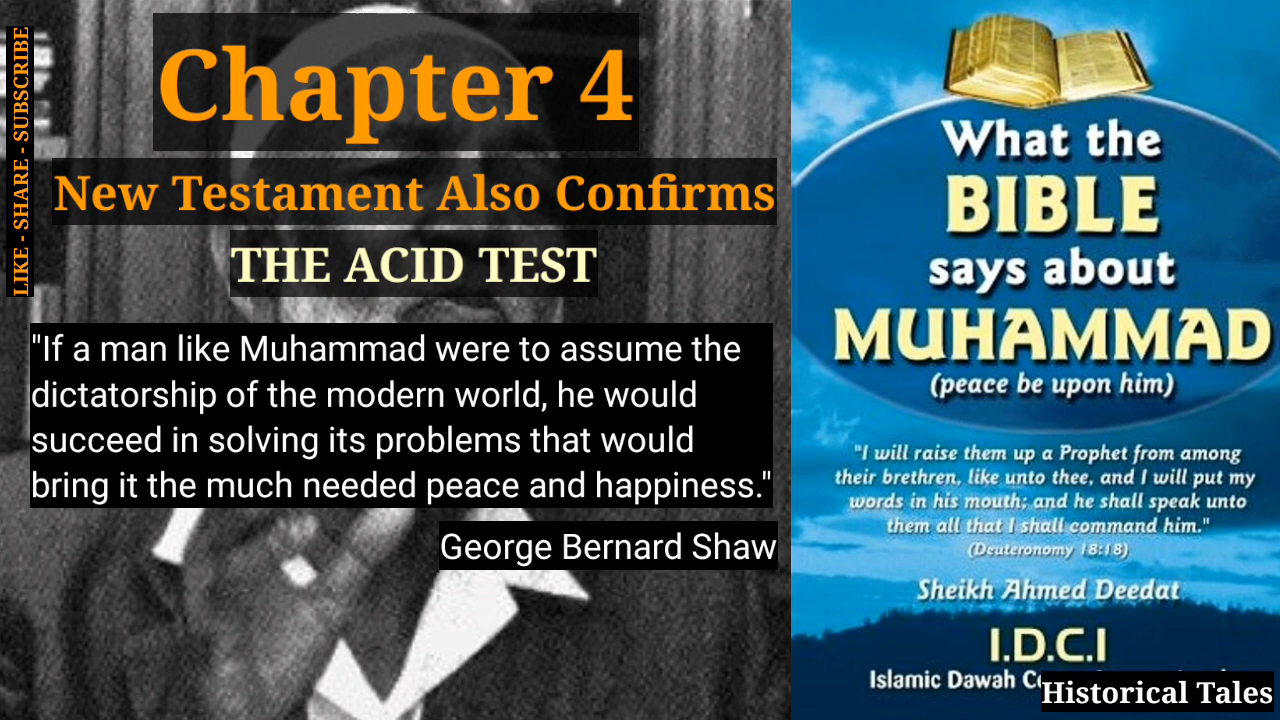 LIKE - SHARE - SUBSCRIBE
Chapter 4
New Testament Also Confirms
THE ACID TEST
"If a man like Muhammad were to assume the
dictatorship of the modern world, he would
succeed in solving its problems that would
bring it the much needed peace and happiness."
George Bernard Shaw
What the
BIBLE
says about
MUHAMMAD
(peace be upon him)
"I will raise them up a Prophet from among
their brethren, like unto thee, and I will put my
words in his mouth; and he shall speak unto
them all that I shall command him."
(Deuteronomy 18:18)
Sheikh Ahmed Deedat
I.D.C.I
Islamic Dawah
Historical Tales